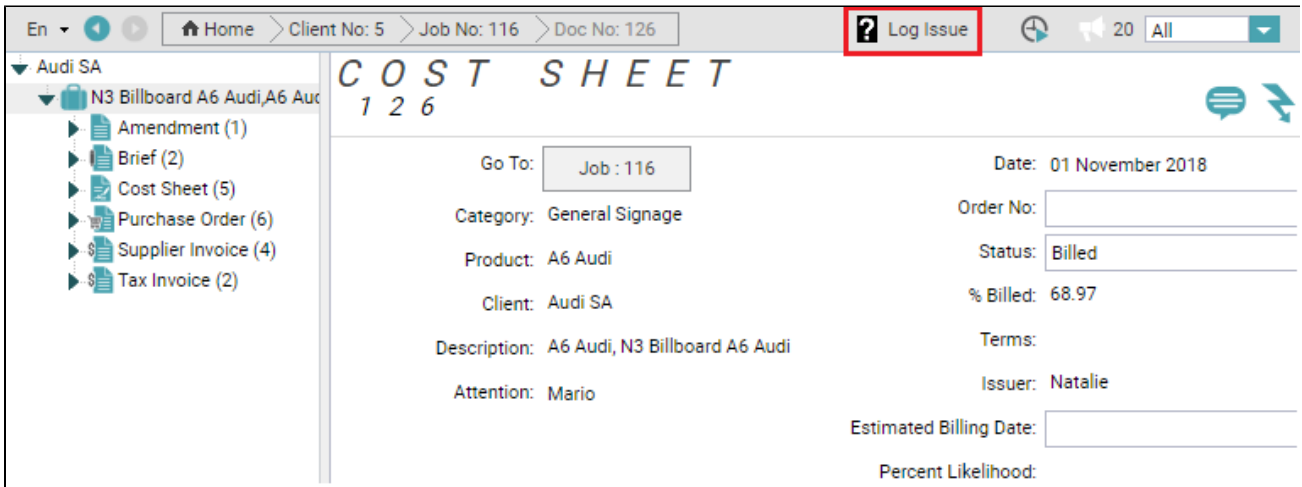 En Home Client No: 5 Job No: 116 Doc No: 126 ? Log Issue 20 All
Audi SA
N3 Billboard A6 Audi,A6 Aud
Amendment (1)
Brief (2)
Cost Sheet (5)
Purchase Order (6)
Supplier Invoice (4)
Tax Invoice (2)
COST SHEET
126
Go To: Job : 116
Category: General Signage
Product: A6 Audi
Client: Audi SA
Description: A6 Audi, N3 Billboard A6 Audi
Attention: Mario
Date: 01 November 2018
Order No:
Status: Billed
% Billed: 68.97
Terms:
Issuer: Natalie
Estimated Billing Date:
Percent Likelihood: